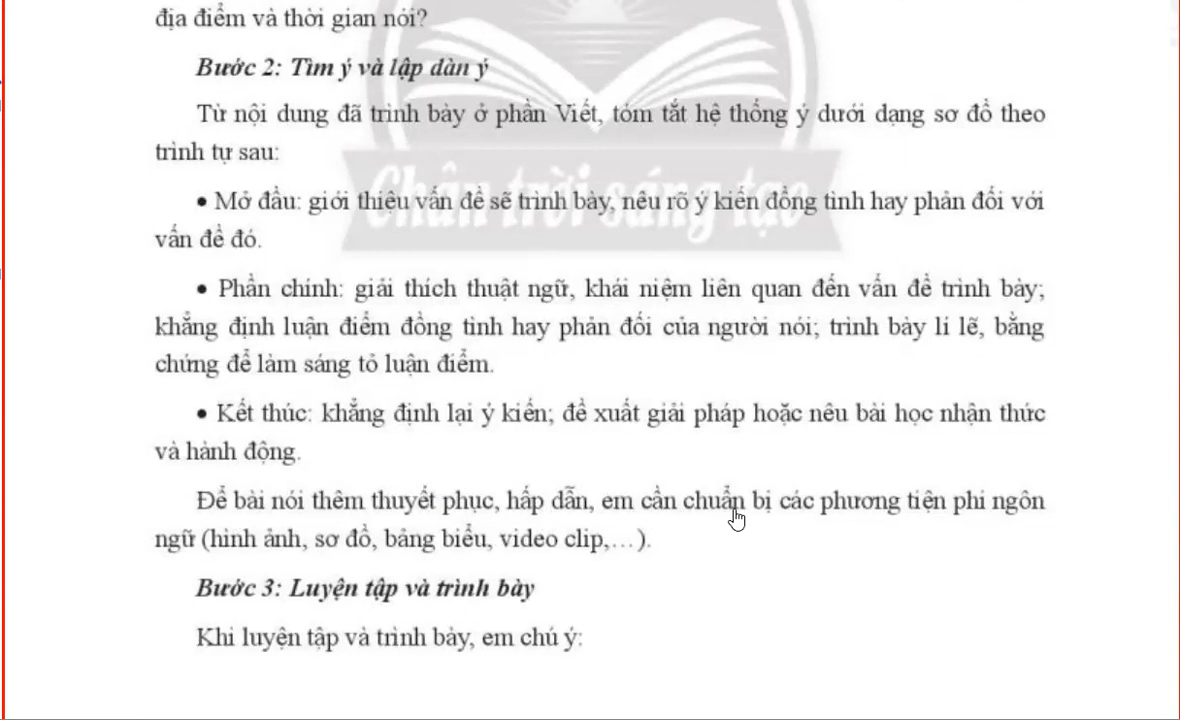 địa điểm và thời gian nói?
Bước 2: Tìm ý và lập dàn ý
Từ nội dung đã trình bày ở phần Viết, tóm tắt hệ thống ý dưới dạng sơ đồ theo
trình tự sau:
• Mở đầu: giới thiệu vấn đề sẽ trình bày, nêu rõ ý kiến đồng tình hay phản đối với
vấn đề đó.
Chân trời sáng tạo
• Phần chính: giải thích thuật ngữ, khái niệm liên quan đến vấn đề trình bày;
khẳng định luận điểm đồng tình hay phản đối của người nói; trình bày lí lẽ, bằng
chứng để làm sáng tỏ luận điểm.
• Kết thúc: khẳng định lại ý kiến; đề xuất giải pháp hoặc nêu bài học nhận thức
và hành động.
Để bài nói thêm thuyết phục, hấp dẫn, em cần chuẩn bị các phương tiện phi ngôn
ngữ (hình ảnh, sơ đồ, bảng biểu, video clip,…).
Bước 3: Luyện tập và trình bày
Khi luyện tập và trình bày, em chú ý: